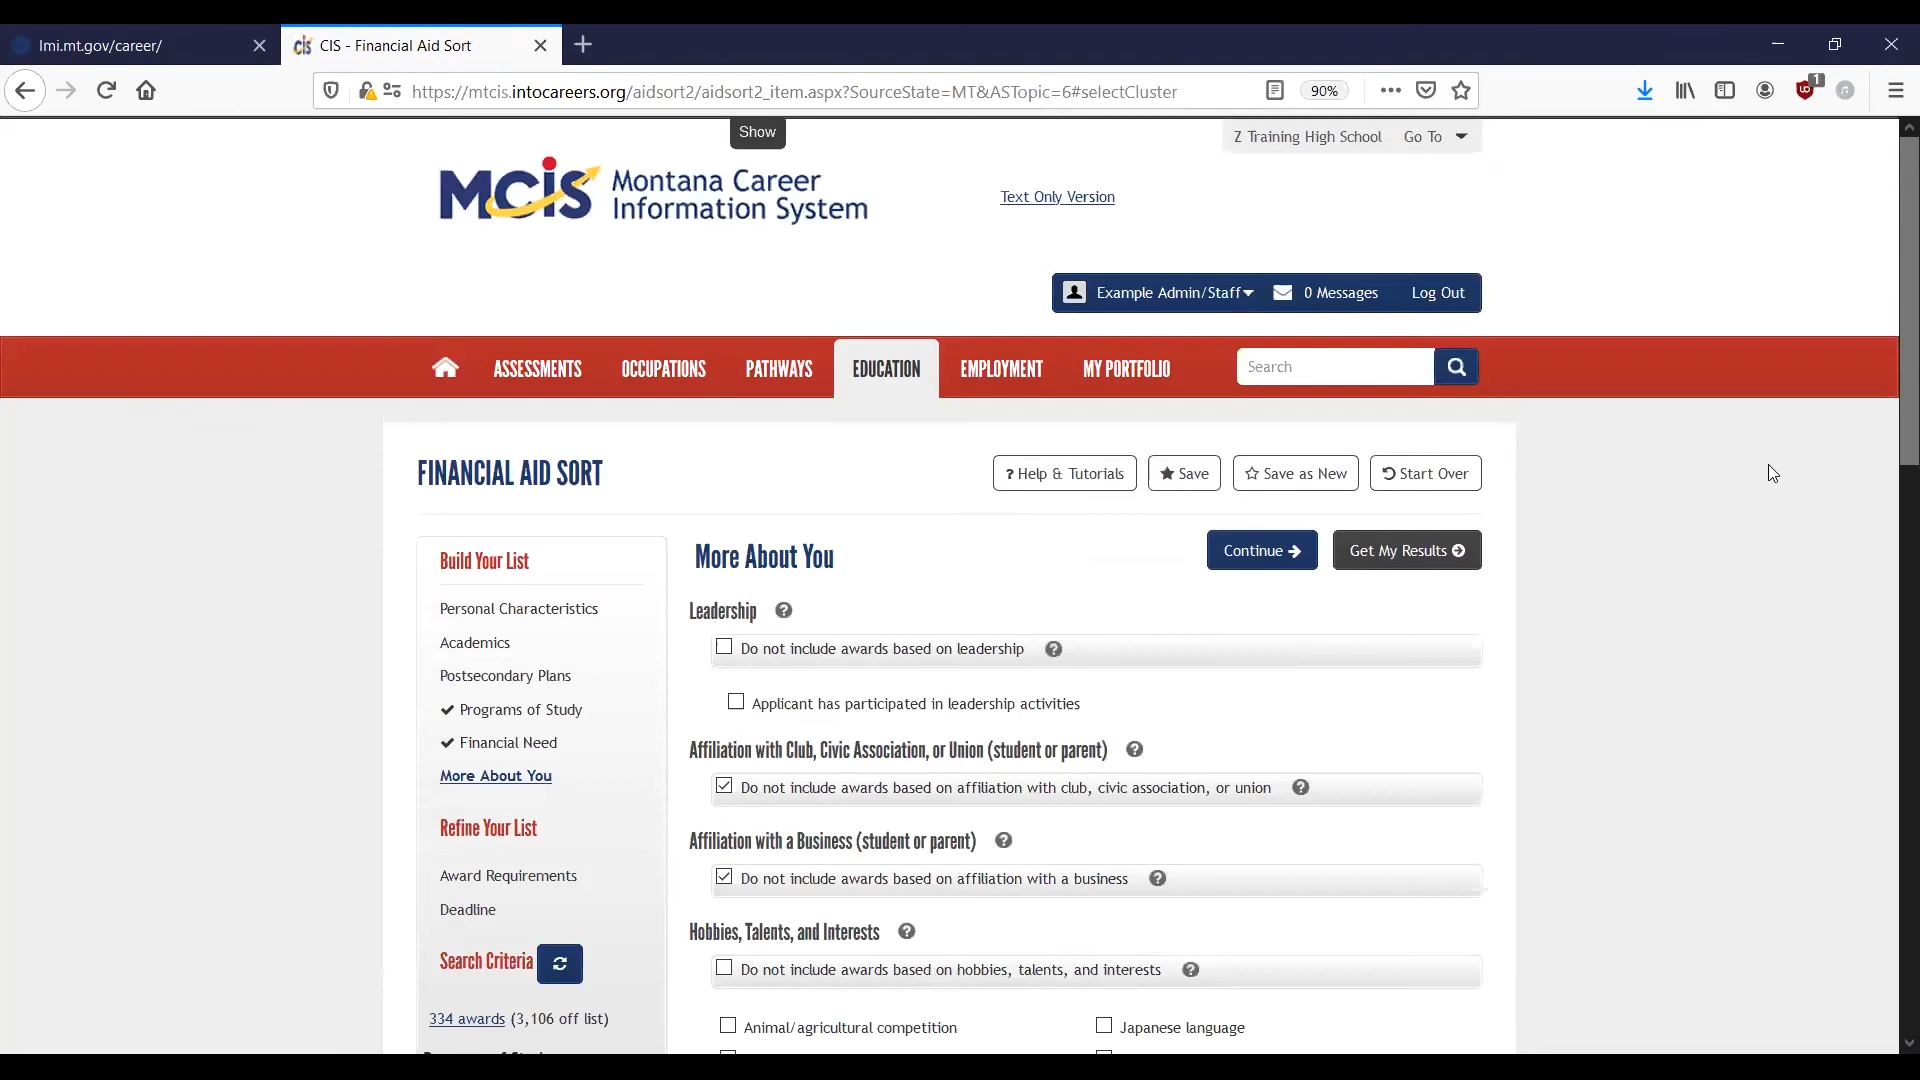 lmi.mt.gov/career/
CIS - Financial Aid Sort
https://mtcis.intocareers.org/aidsort2/aidsort2_item.aspx?SourceState=MT&ASTopic=6#selectCluster
90%
1
Show
Z Training High School Go To
MCIS Montana Career
Information System
Text Only Version
Example Admin/Staff 0 Messages Log Out
ASSESSMENTS OCCUPATIONS PATHWAYS EDUCATION EMPLOYMENT MY PORTFOLIO Search
FINANCIAL AID SORT
? Help & Tutorials Save Save as New Start Over
Build Your List
Personal Characteristics
Academics
Postsecondary Plans
Programs of Study
Financial Need
More About You
Refine Your List
Award Requirements
Deadline
Search Criteria
334 awards (3,106 off list)
More About You
Continue Get My Results
Leadership ?
Do not include awards based on leadership ?
Applicant has participated in leadership activities
Affiliation with Club, Civic Association, or Union (student or parent) ?
Do not include awards based on affiliation with club, civic association, or union ?
Affiliation with a Business (student or parent) ?
Do not include awards based on affiliation with a business ?
Hobbies, Talents, and Interests ?
Do not include awards based on hobbies, talents, and interests ?
Animal/agricultural competition Japanese language